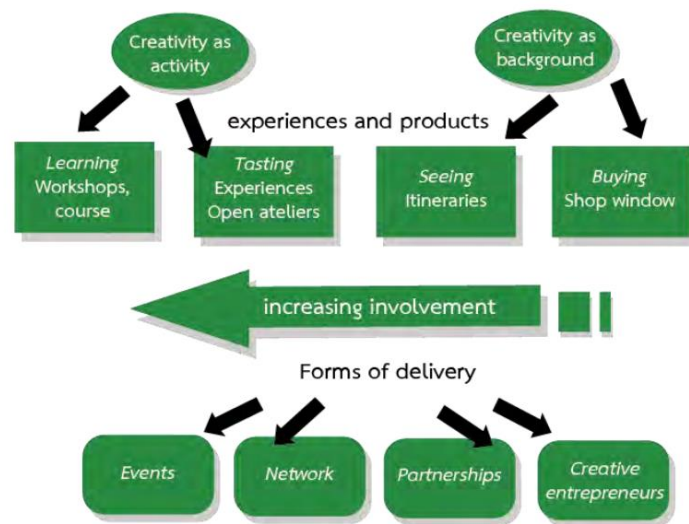 Creativity as
activity
Creativity as
background
experiences and products
Learning
Workshops,
course
Tasting
Experiences
Open ateliers
Seeing
Itineraries
Buying
Shop window
increasing involvement
Forms of delivery
Events
Network
Partnerships
Creative
entrepreneurs